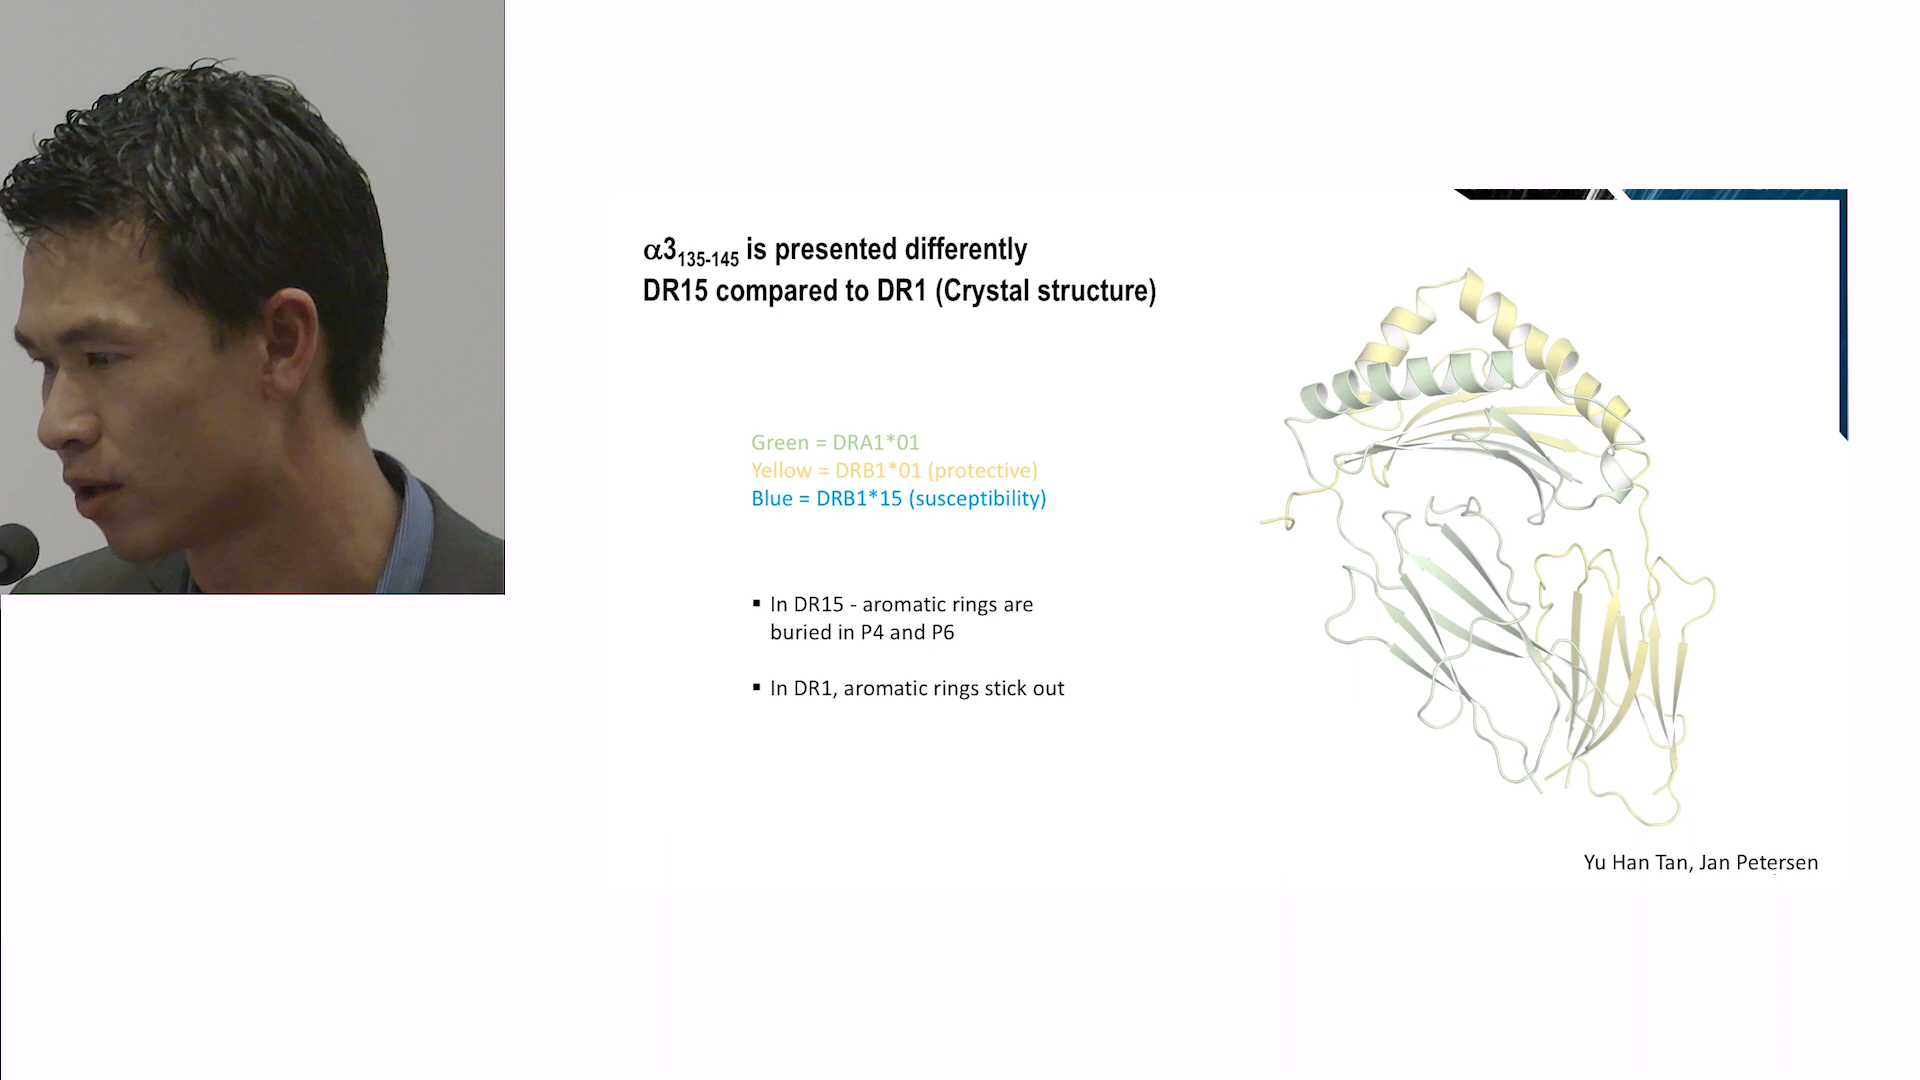 α3135-145 is presented differently
DR15 compared to DR1 (Crystal structure)
Green = DRA1*01
Yellow = DRB1*01 (protective)
Blue = DRB1*15 (susceptibility)
▪ In DR15 - aromatic rings are
buried in P4 and P6
▪ In DR1, aromatic rings stick out
Yu Han Tan, Jan Petersen